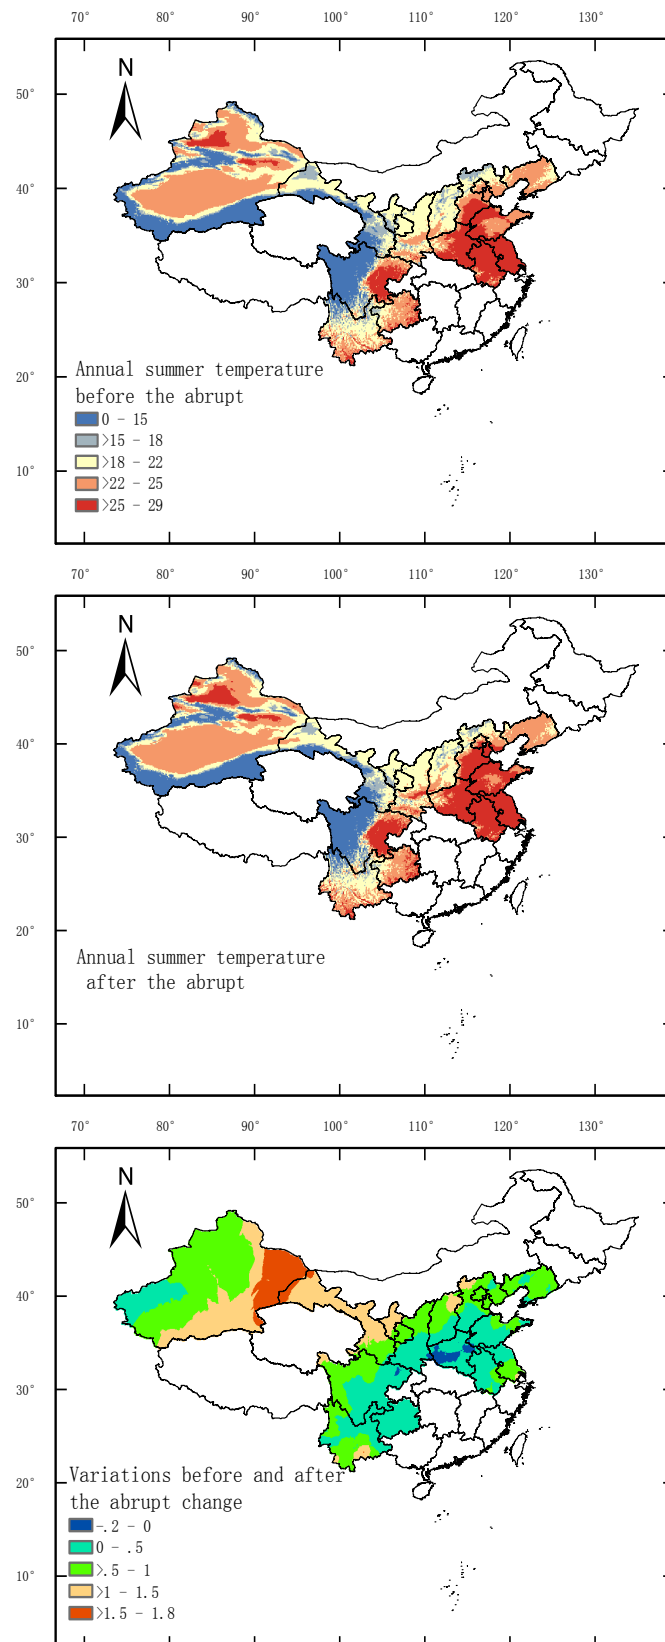 70° 80° 90° 100° 110° 120° 130°
N
50°
40°
30°
20°
Annual summer temperature
before the abrupt
0 - 15
>15 - 18
>18 - 22
>22 - 25
>25 - 29
10°
70° 80° 90° 100° 110° 120° 130°
N
50°
40°
30°
20°
Annual summer temperature
after the abrupt
10°
70° 80° 90° 100° 110° 120° 130°
N
50°
40°
30°
20°
Variations before and after
the abrupt change
-.2 - 0
0 - .5
>.5 - 1
>1 - 1.5
>1.5 - 1.8
10°